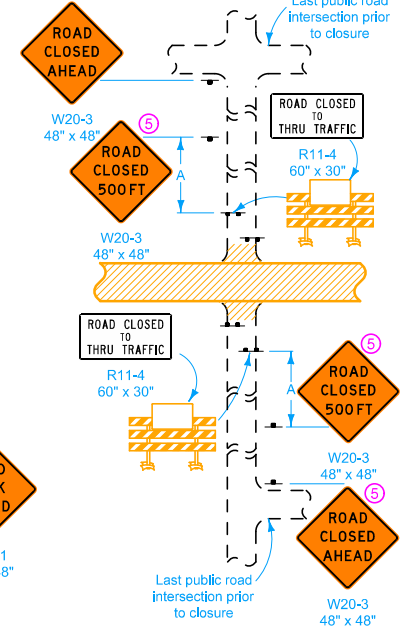 Last public road
intersection prior
to closure
ROAD
CLOSED
AHEAD
W20-3
48" x 48"
5
ROAD
CLOSED
500 FT
A
W20-3
48" x 48"
ROAD CLOSED
TO
THRU TRAFFIC
R11-4
60" x 30"
ROAD CLOSED
TO
THRU TRAFFIC
R11-4
60" x 30"
A
5
ROAD
CLOSED
500 FT
W20-3
48" x 48"
5
ROAD
CLOSED
AHEAD
W20-3
48" x 48"
Last public road
intersection prior
to closure